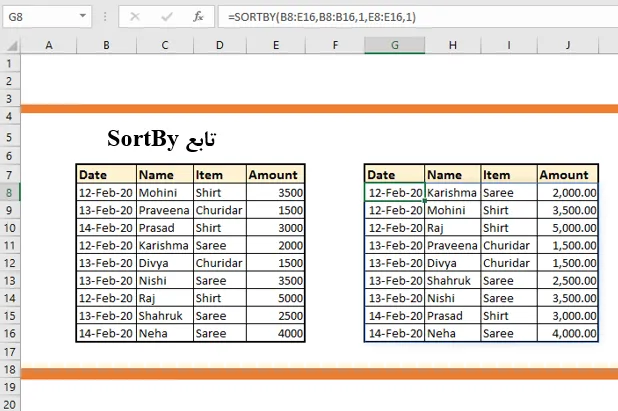 G8 fx =SORTBY(B8:E16,B8:B16,1,E8:E16,1)
A B C D E F G H I J
1
2
3
4
5 SortBy تابع
6
7 Date Name Item Amount Date Name Item Amount
8 12-Feb-20 Mohini Shirt 3500 12-Feb-20 Karishma Saree 2,000.00
9 13-Feb-20 Praveena Churidar 1500 12-Feb-20 Mohini Shirt 3,500.00
10 14-Feb-20 Prasad Shirt 3000 12-Feb-20 Raj Shirt 5,000.00
11 12-Feb-20 Karishma Saree 2000 13-Feb-20 Praveena Churidar 1,500.00
12 13-Feb-20 Divya Churidar 1500 13-Feb-20 Divya Churidar 1,500.00
13 13-Feb-20 Nishi Saree 3500 13-Feb-20 Shahruk Saree 2,500.00
14 12-Feb-20 Raj Shirt 5000 13-Feb-20 Nishi Saree 3,500.00
15 13-Feb-20 Shahruk Saree 2500 14-Feb-20 Prasad Shirt 3,000.00
16 14-Feb-20 Neha Saree 4000 14-Feb-20 Neha Saree 4,000.00
17
18
19
20